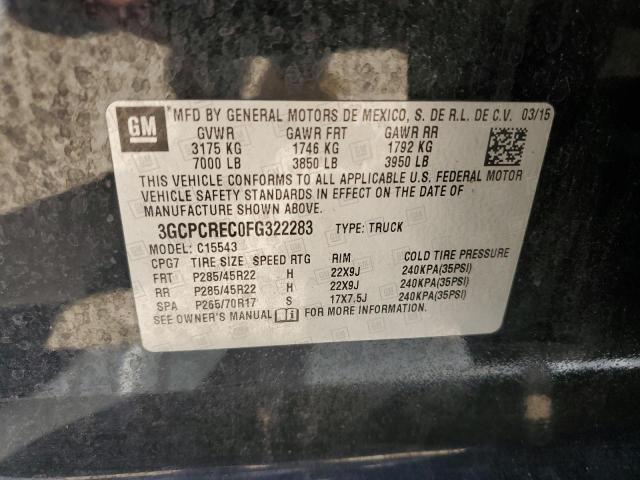 GM
MFD BY GENERAL MOTORS DE MEXICO, S. DE R.L. DE C.V. 03/15
GVWR GAWR FRT GAWR RR
3175 KG 1746 KG 1792 KG
7000 LB 3850 LB 3950 LB
THIS VEHICLE CONFORMS TO ALL APPLICABLE U.S. FEDERAL MOTOR
VEHICLE SAFETY STANDARDS IN EFFECT ON THE DATE OF
MANUFACTURE SHOWN ABOVE.
3GCPCREC0FG322283 TYPE: TRUCK
MODEL: C15543
CPG7 TIRE SIZE SPEED RTG RIM COLD TIRE PRESSURE
FRT P285/45R22 H 22X9J 240KPA(35PSI)
RR P285/45R22 H 22X9J 240KPA(35PSI)
SPA P265/70R17 S 17X7.5J 240KPA(35PSI)
SEE OWNER'S MANUAL FOR MORE INFORMATION.